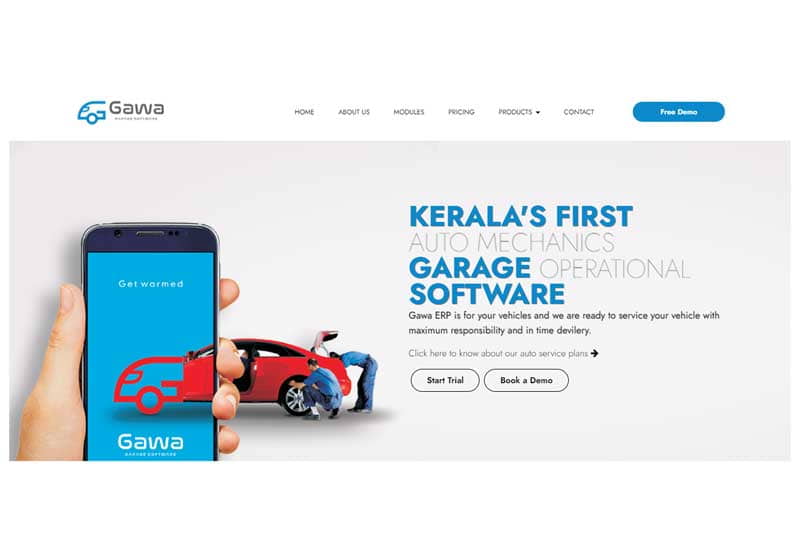 Gawa
GARAGE SOFTWARE
HOME ABOUT US MODULES PRICING PRODUCTS CONTACT
Free Demo
KERALA'S FIRST
AUTO MECHANICS
GARAGE OPERATIONAL
SOFTWARE
Gawa ERP is for your vehicles and we are ready to service your vehicle with
maximum responsibility and in time devilery.
Click here to know about our auto service plans
Start Trial Book a Demo
Get warmed
Gawa
GARAGE SOFTWARE